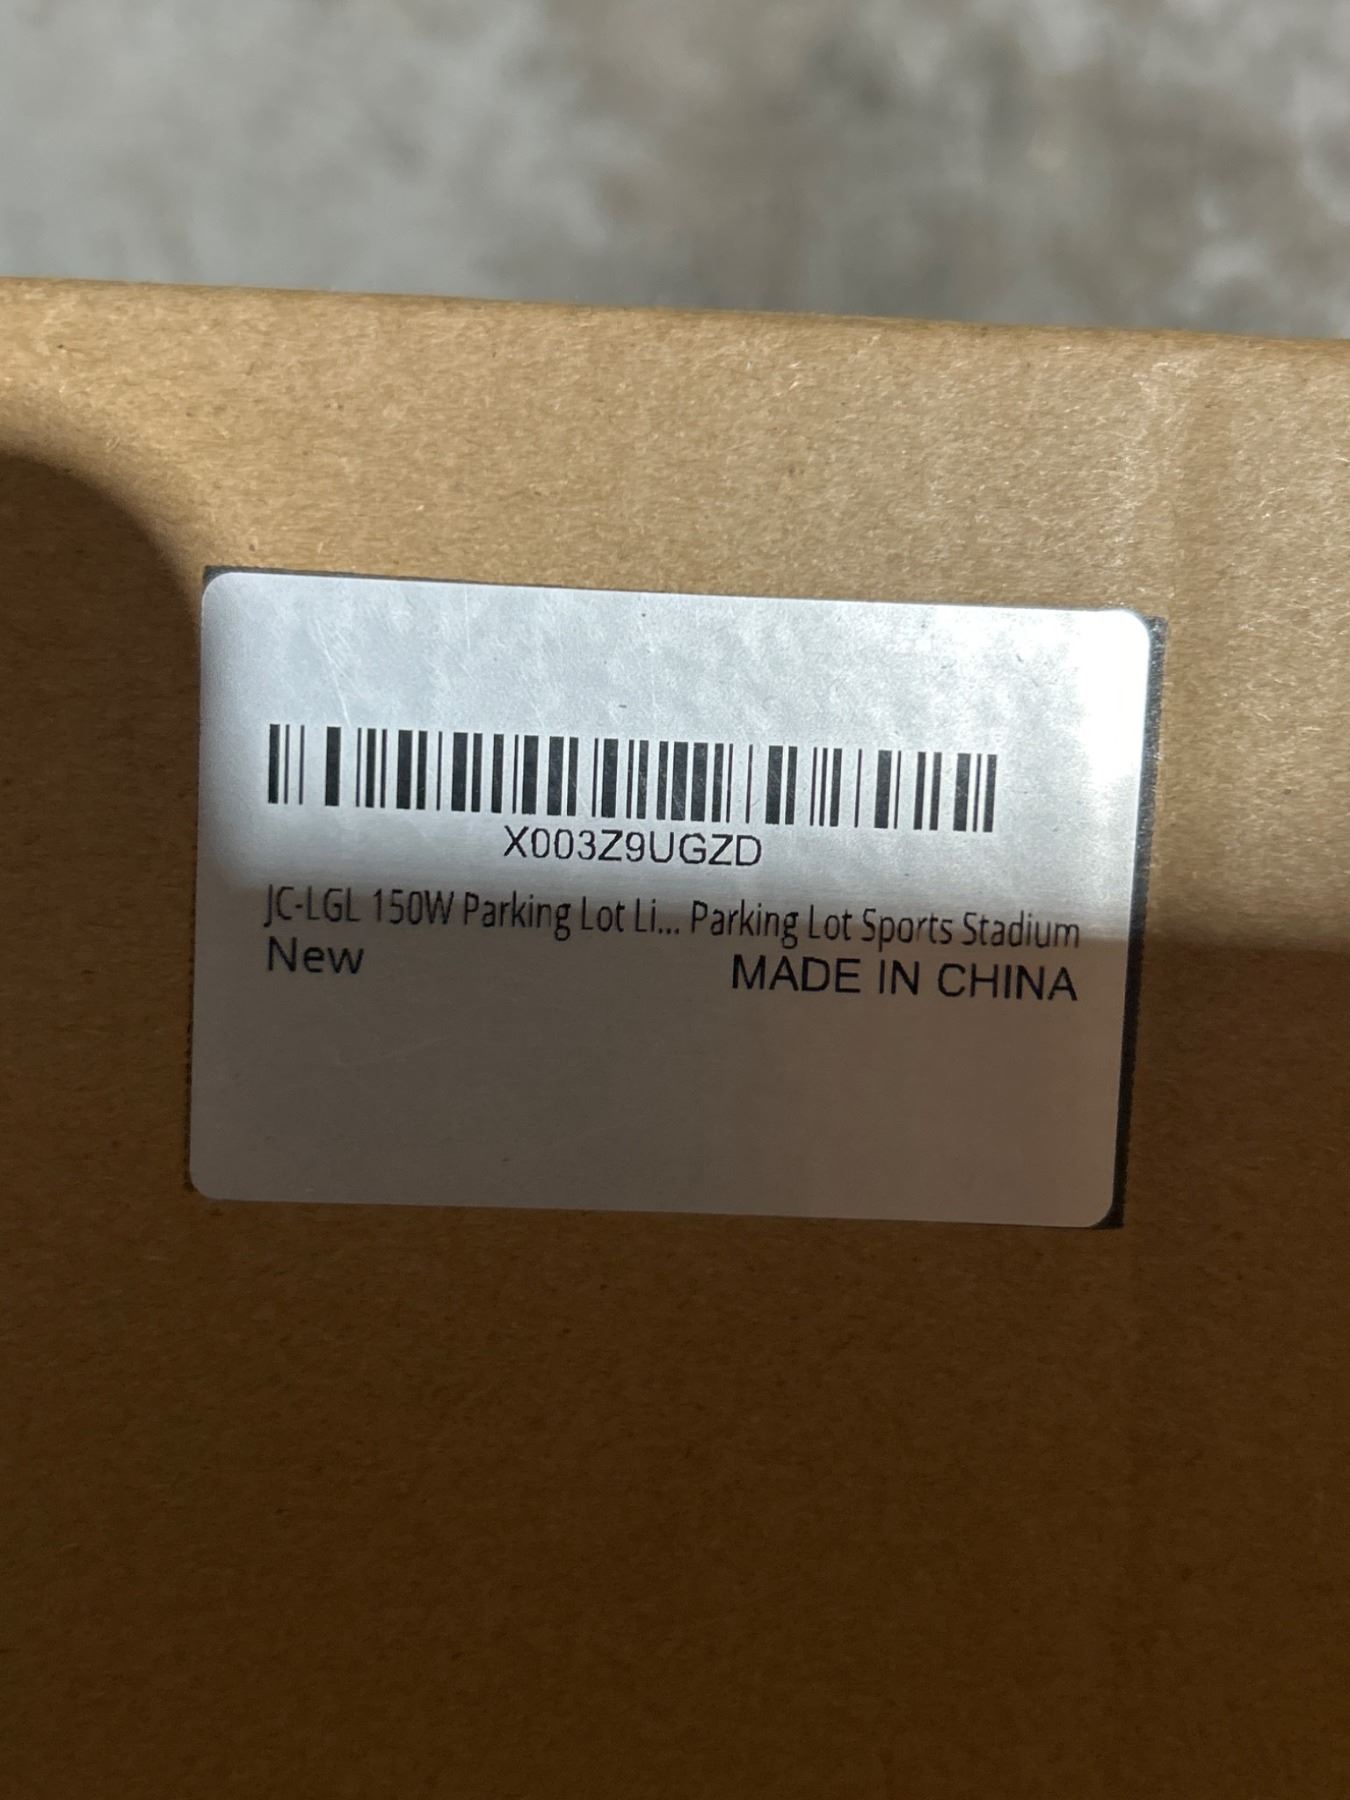 X003Z9UGZD
JC-LGL 150W Parking Lot Li... Parking Lot Sports Stadium
New
MADE IN CHINA